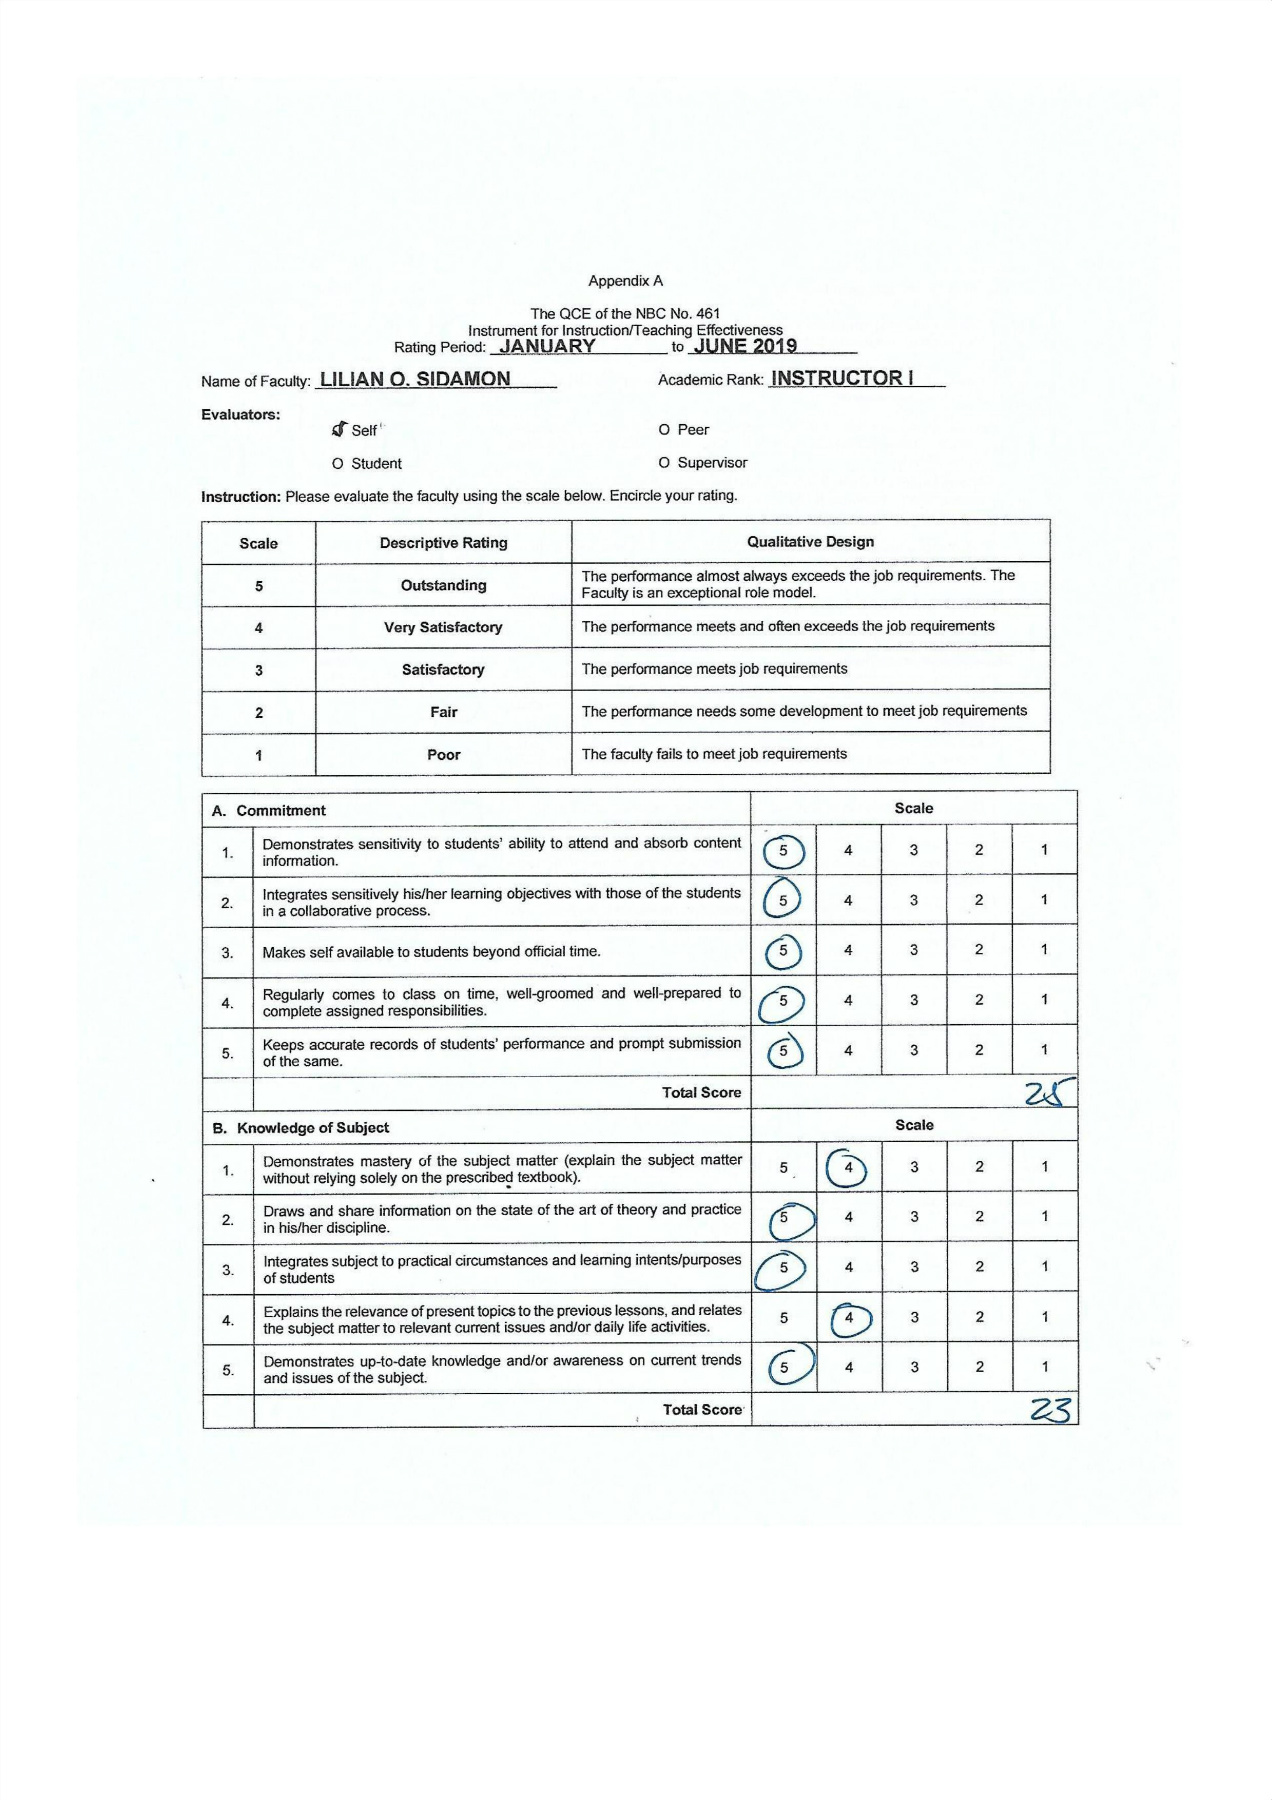 Appendix A
The QCE of the NBC No. 461
Instrument for Instruction/Teaching Effectiveness
Rating Period: JANUARY to JUNE 2019
Name of Faculty: LILIAN O. SIDAMON Academic Rank: INSTRUCTOR I
Evaluators:
Self O Peer
O Student O Supervisor
Instruction: Please evaluate the faculty using the scale below. Encircle your rating.
Scale Descriptive Rating Qualitative Design
5 Outstanding The performance almost always exceeds the job requirements. The
Faculty is an exceptional role model.
4 Very Satisfactory The performance meets and often exceeds the job requirements
3 Satisfactory The performance meets job requirements
2 Fair The performance needs some development to meet job requirements
1 Poor The faculty fails to meet job requirements
A. Commitment Scale
1. Demonstrates sensitivity to students' ability to attend and absorb content
information. 5 4 3 2 1
2. Integrates sensitively his/her learning objectives with those of the students
in a collaborative process. 5 4 3 2 1
3. Makes self available to students beyond official time. 5 4 3 2 1
4. Regularly comes to class on time, well-groomed and well-prepared to
complete assigned responsibilities. 5 4 3 2 1
5. Keeps accurate records of students' performance and prompt submission
of the same. 5 4 3 2 1
Total Score 25
B. Knowledge of Subject Scale
1. Demonstrates mastery of the subject matter (explain the subject matter
without relying solely on the prescribed textbook). 5 4 3 2 1
2. Draws and share information on the state of the art of theory and practice
in his/her discipline. 5 4 3 2 1
3. Integrates subject to practical circumstances and learning intents/purposes
of students 5 4 3 2 1
4. Explains the relevance of present topics to the previous lessons, and relates
the subject matter to relevant current issues and/or daily life activities. 5 4 3 2 1
5. Demonstrates up-to-date knowledge and/or awareness on current trends
and issues of the subject. 5 4 3 2 1
Total Score 23